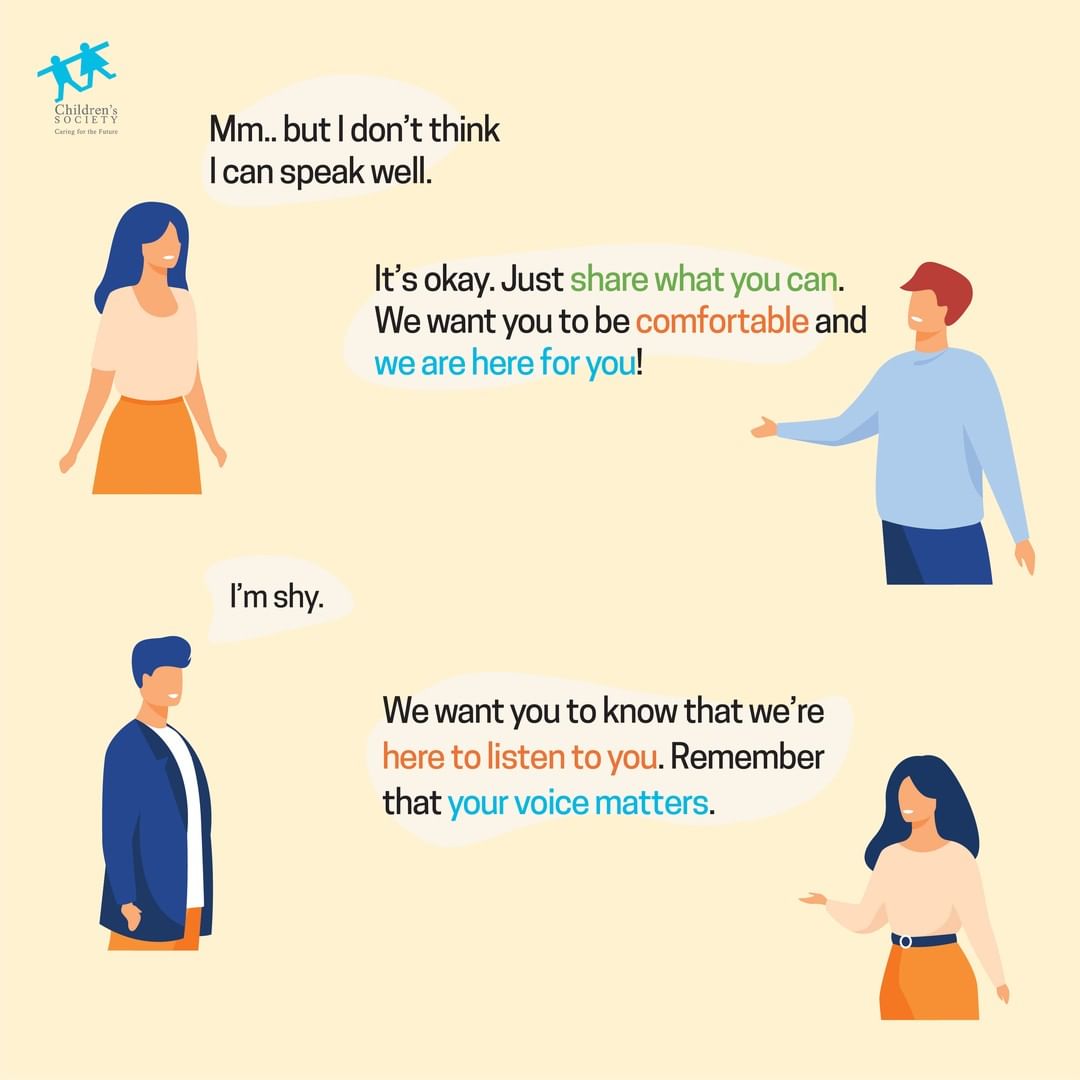 Children's
SOCIETY
Caring for the Future
Mm.. but I don't think
I can speak well.
It's okay. Just share what you can.
We want you to be comfortable and
we are here for you!
I'm shy.
We want you to know that we're
here to listen to you. Remember
that your voice matters.